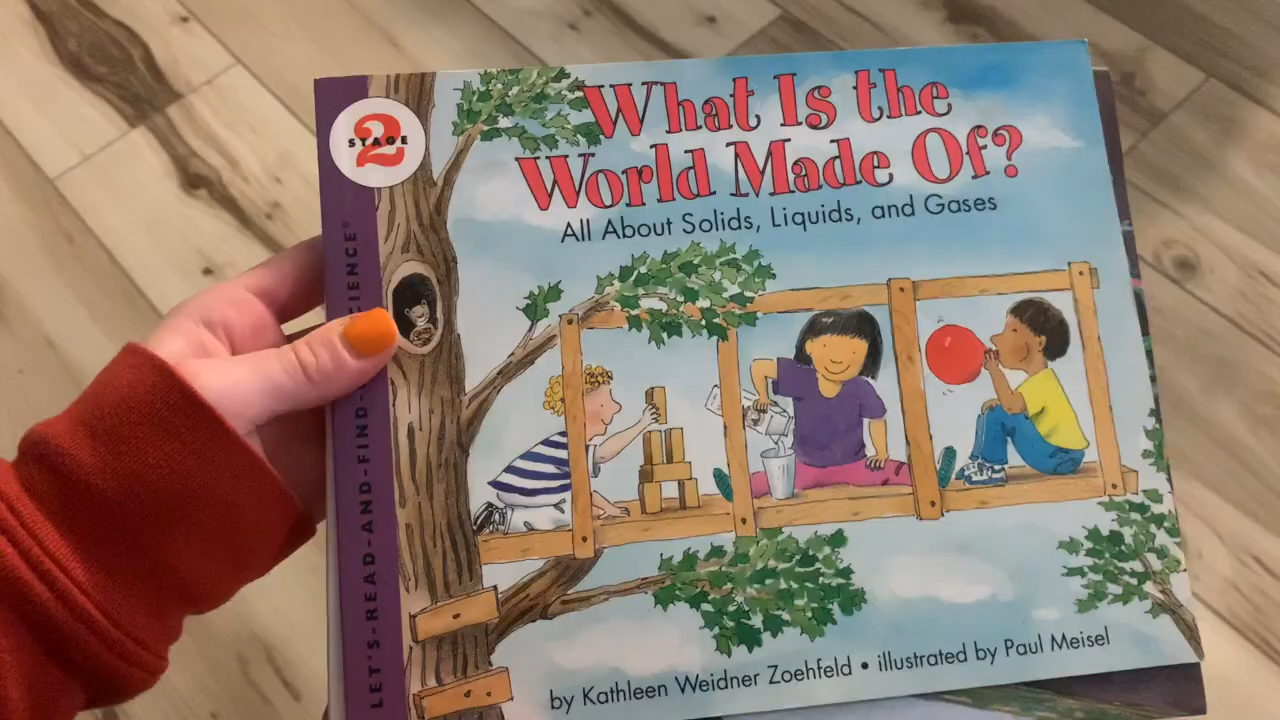 What Is the
World Made Of?
All About Solids, Liquids, and Gases
2
STAGE
LET'S-READ-AND-FIND-
CIENCE®
by Kathleen Weidner Zoehfeld • illustrated by Paul Meisel